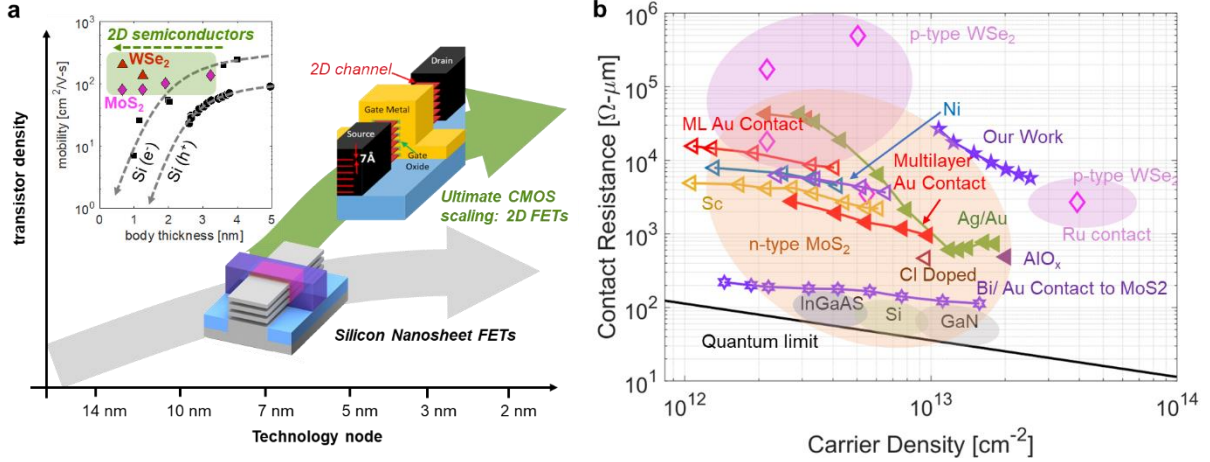 a
transistor density
mobility [cm²/V-s]
10³
10²
10¹
10⁰
2D semiconductors
WSe₂
MoS₂
Si (e⁻)
Si (h⁺)
0 1 2 3 4 5
body thickness [nm]
2D channel
Drain
Gate Metal
Source
7Å
Gate
Oxide
Ultimate CMOS
scaling: 2D FETs
Silicon Nanosheet FETs
14 nm 10 nm 7 nm 5 nm 3 nm 2 nm
Technology node
b
Contact Resistance [Ω-μm]
10⁶
10⁵
10⁴
10³
10²
10¹
p-type WSe₂
Ni
ML Au Contact
Our Work
Multilayer
Au Contact
p-type WSe₂
Sc
Ag/Au
Ru contact
n-type MoS₂
AlOₓ
Cl Doped
Bi/ Au Contact to MoS2
InGaAS
Si
GaN
Quantum limit
10¹² 10¹³ 10¹⁴
Carrier Density [cm⁻²]